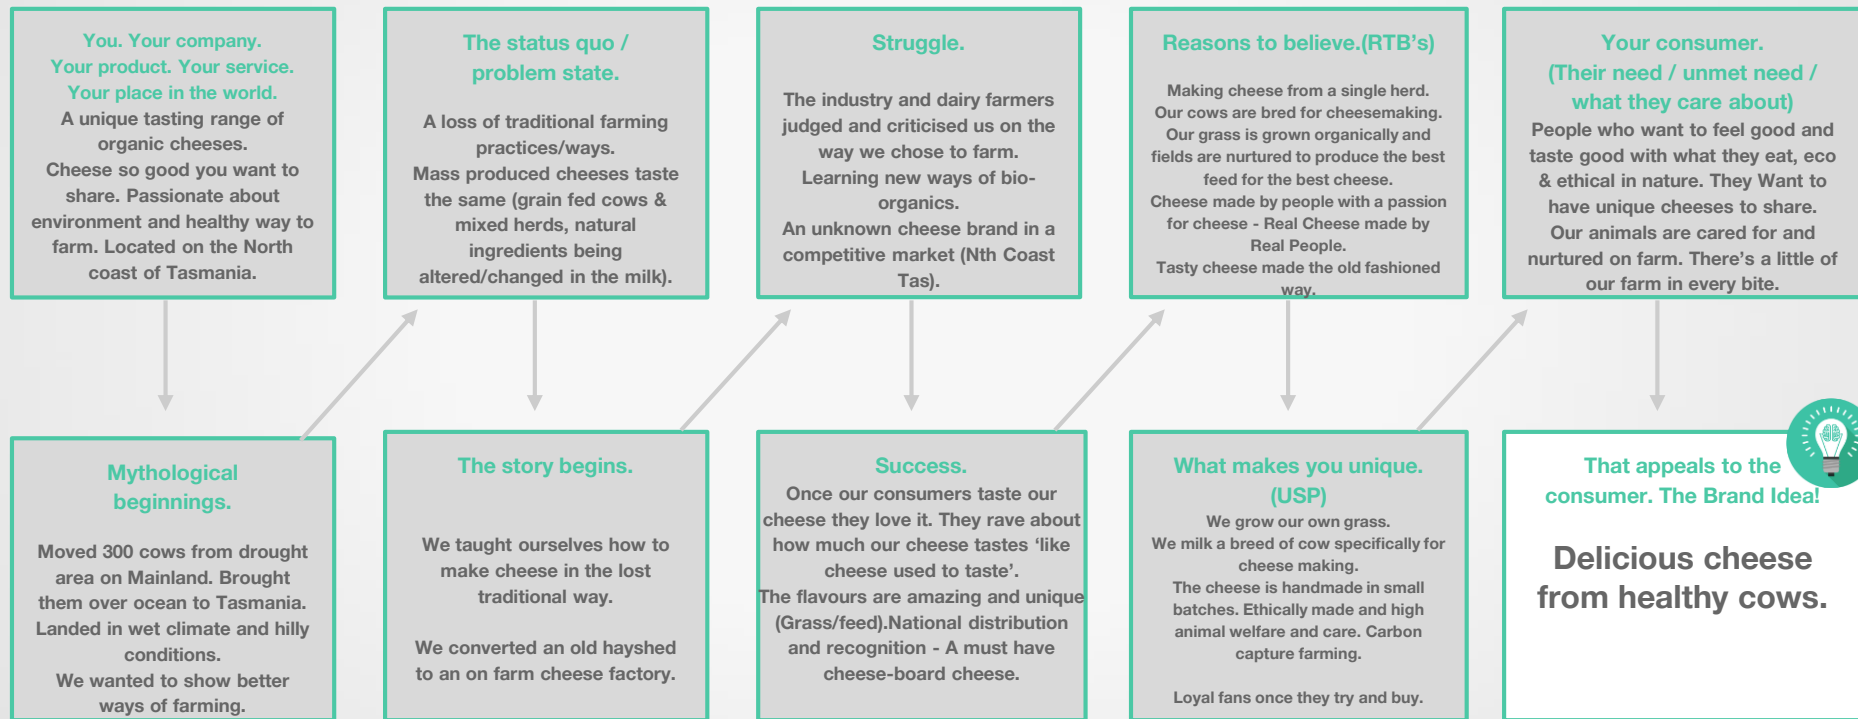 You. Your company.
Your product. Your service.
Your place in the world.
A unique tasting range of
organic cheeses.
Cheese so good you want to
share. Passionate about
environment and healthy way to
farm. Located on the North
coast of Tasmania.
Mythological
beginnings.
Moved 300 cows from drought
area on Mainland. Brought
them over ocean to Tasmania.
Landed in wet climate and hilly
conditions.
We wanted to show better
ways of farming.
The status quo /
problem state.
A loss of traditional farming
practices/ways.
Mass produced cheeses taste
the same (grain fed cows &
mixed herds, natural
ingredients being
altered/changed in the milk).
The story begins.
We taught ourselves how to
make cheese in the lost
traditional way.
We converted an old hayshed
to an on farm cheese factory.
Struggle.
The industry and dairy farmers
judged and criticised us on the
way we chose to farm.
Learning new ways of bio-
organics.
An unknown cheese brand in a
competitive market (Nth Coast
Tas).
Success.
Once our consumers taste our
cheese they love it. They rave about
how much our cheese tastes ‘like
cheese used to taste’.
The flavours are amazing and unique
(Grass/feed).National distribution
and recognition - A must have
cheese-board cheese.
Reasons to believe.(RTB's)
Making cheese from a single herd.
Our cows are bred for cheesemaking.
Our grass is grown organically and
fields are nurtured to produce the best
feed for the best cheese.
Cheese made by people with a passion
for cheese - Real Cheese made by
Real People.
Tasty cheese made the old fashioned
way.
What makes you unique.
(USP)
We grow our own grass.
We milk a breed of cow specifically for
cheese making.
The cheese is handmade in small
batches. Ethically made and high
animal welfare and care. Carbon
capture farming.
Loyal fans once they try and buy.
Your consumer.
(Their need / unmet need /
what they care about)
People who want to feel good and
taste good with what they eat, eco
& ethical in nature. They Want to
have unique cheeses to share.
Our animals are cared for and
nurtured on farm. There’s a little of
our farm in every bite.
That appeals to the
consumer. The Brand Idea!
Delicious cheese
from healthy cows.